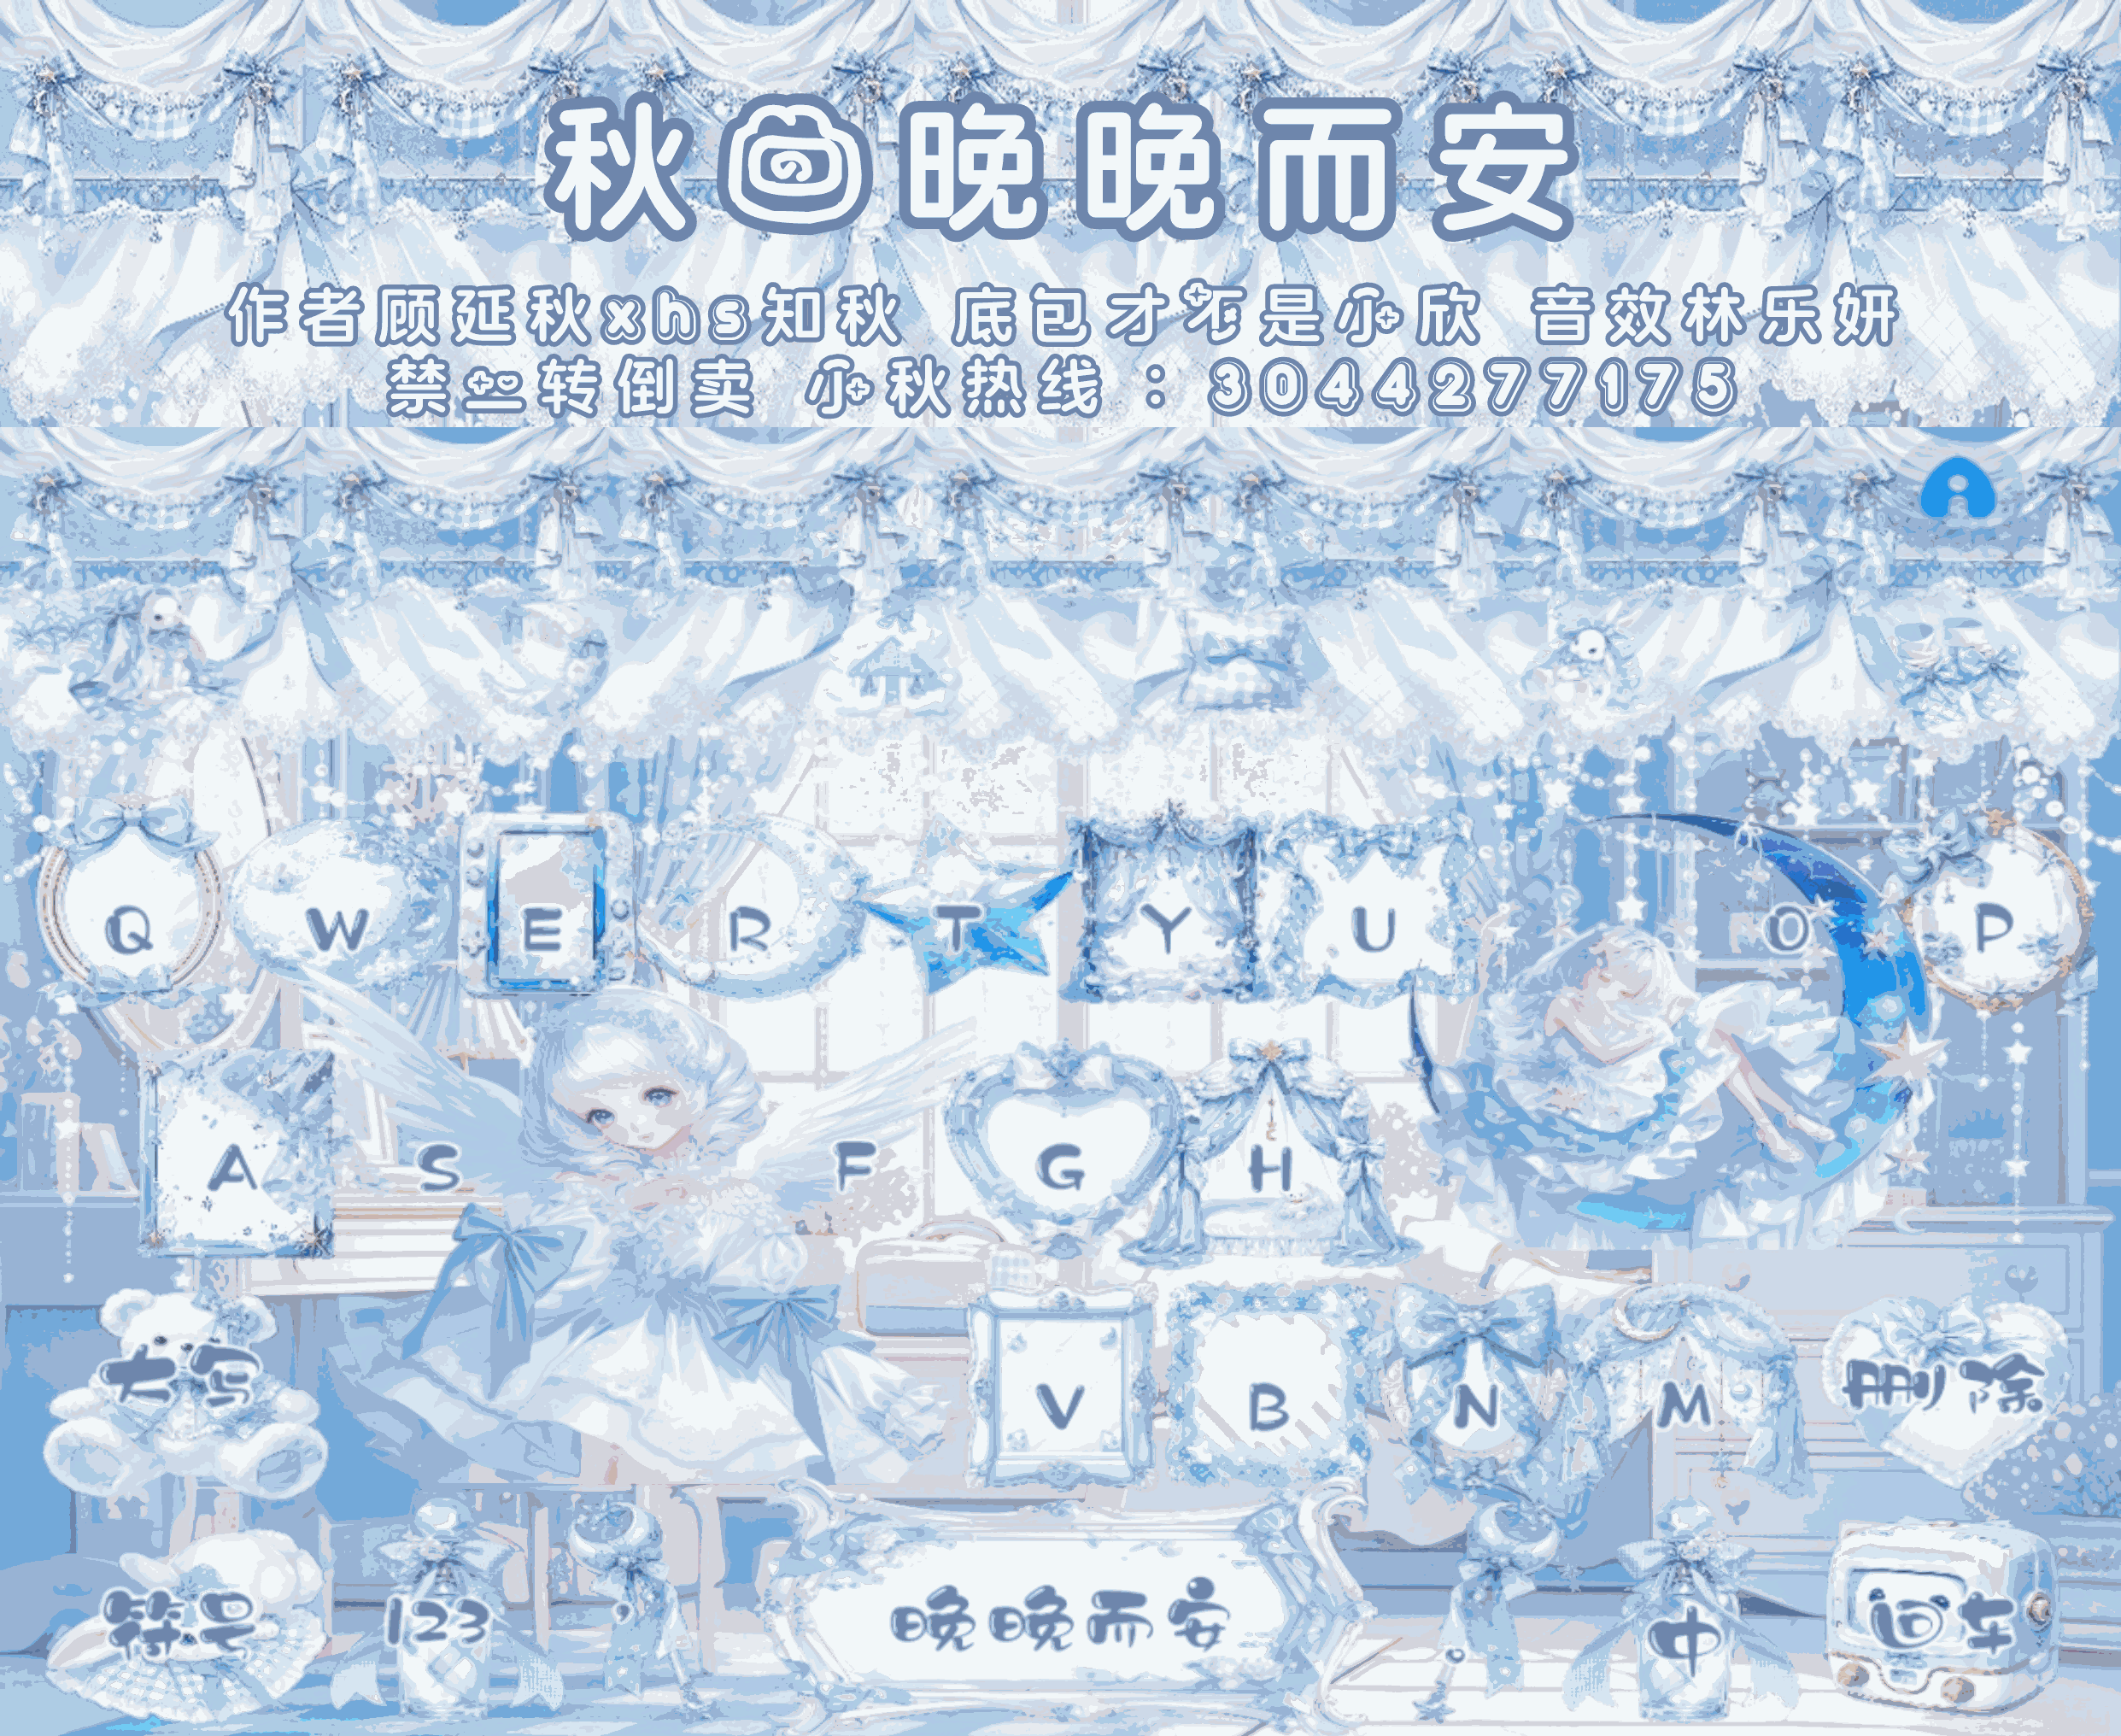 秋回晚晚而安
作者顾延秋xhs知秋 底包才不是小欣 音效林乐妍
禁二转倒卖 小秋热线:3044277175
Q W E R T Y U O P
A S F G H
大写 V B N M 删除
符号 123 , 晚晚而安 中 回车